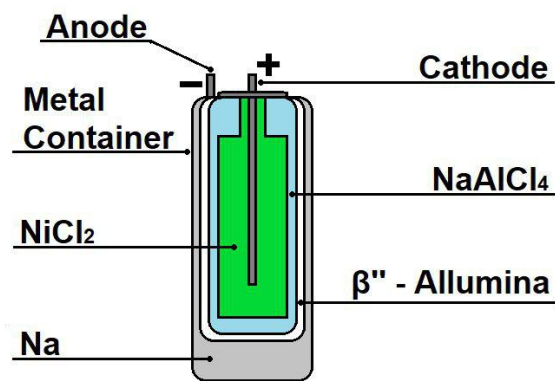 Anode
−
+
Cathode
Metal
Container
NaAlCl₄
NiCl₂
β'' - Allumina
Na